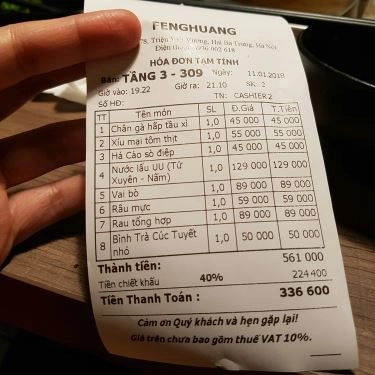 FENGHUANG
78, Triệu Việt Vương, Hai Bà Trưng, Hà Nội
Điện thoại: 0936 002 618
HÓA ĐƠN TẠM TÍNH
Bàn: TẦNG 3 - 309 Ngày: 11.01.2018
Giờ vào: 19:22 Giờ ra: 21.10 SK: 2
Số HĐ: TN: CASHIER2
TT Tên món SL Đ.Giá T.Tiền
1 Chân gà hấp tàu xì 1,0 45 000 45 000
2 Xíu mại tôm thịt 1,0 55 000 55 000
3 Há Cảo sò điệp 1,0 45 000 45 000
4 Nước lẩu UU (Tứ 1,0 129 000 129 000
Xuyên - Nấm)
5 Vai bò 1,0 89 000 89 000
6 Râu mực 1,0 59 000 59 000
7 Rau tổng hợp 1,0 89 000 89 000
8 Bình Trà Cúc Tuyết 1,0 50 000 50 000
nhỏ
Thành tiền: 561 000
Tiền chiết khấu 40% 224 400
Tiền Thanh Toán : 336 600
Cảm ơn Quý khách và hẹn gặp lại!
Giá trên chưa bao gồm thuế VAT 10%.